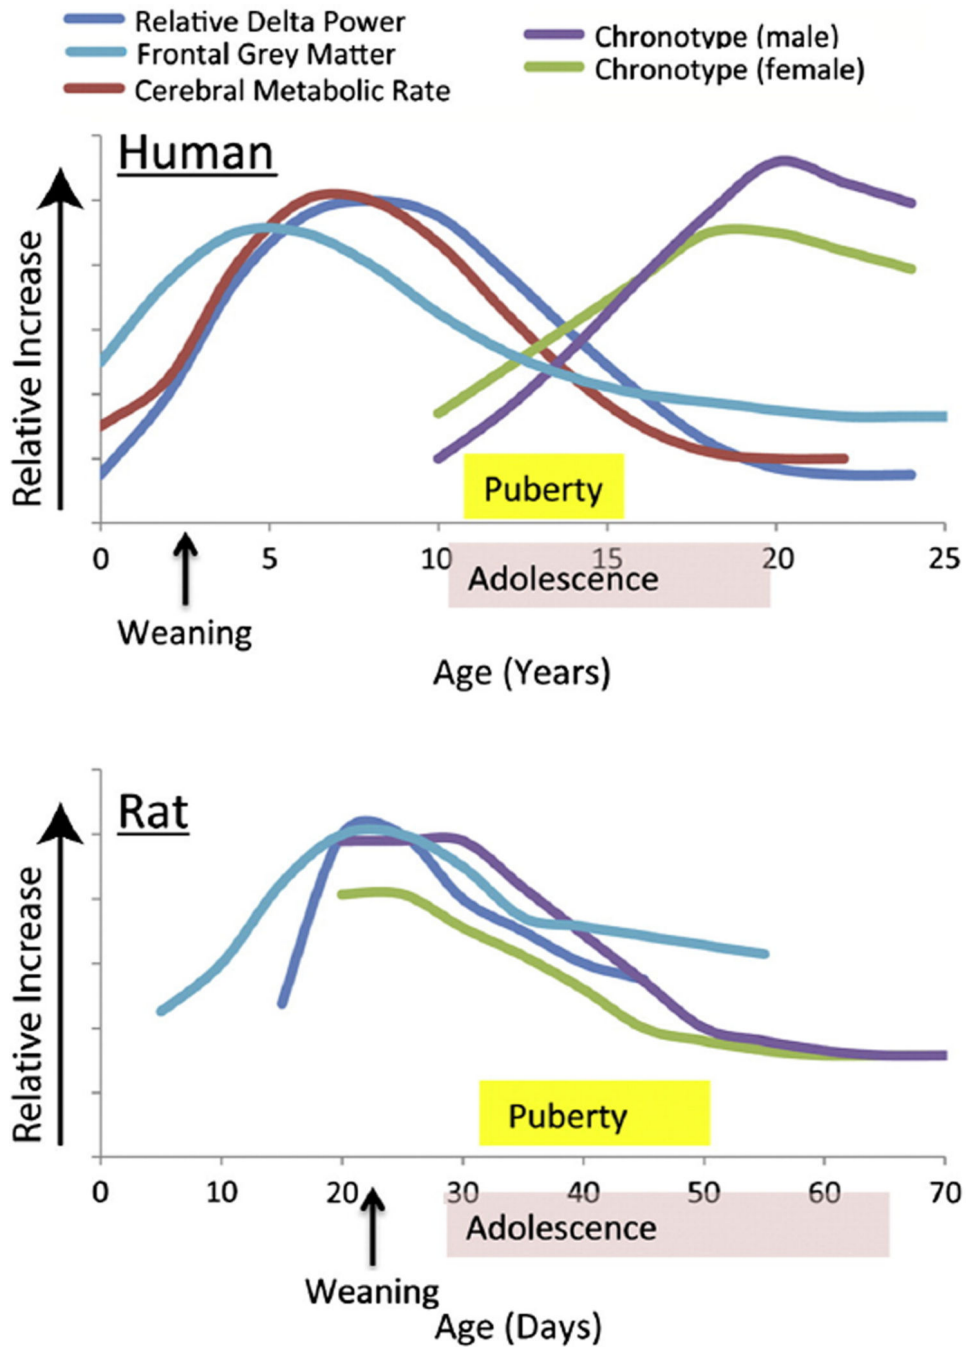 Relative Delta Power
Frontal Grey Matter
Cerebral Metabolic Rate
Chronotype (male)
Chronotype (female)
Human
Relative Increase
Puberty
0 5 10 15 20 25
Adolescence
Weaning
Age (Years)
Rat
Relative Increase
Puberty
0 10 20 30 40 50 60 70
Adolescence
Weaning
Age (Days)